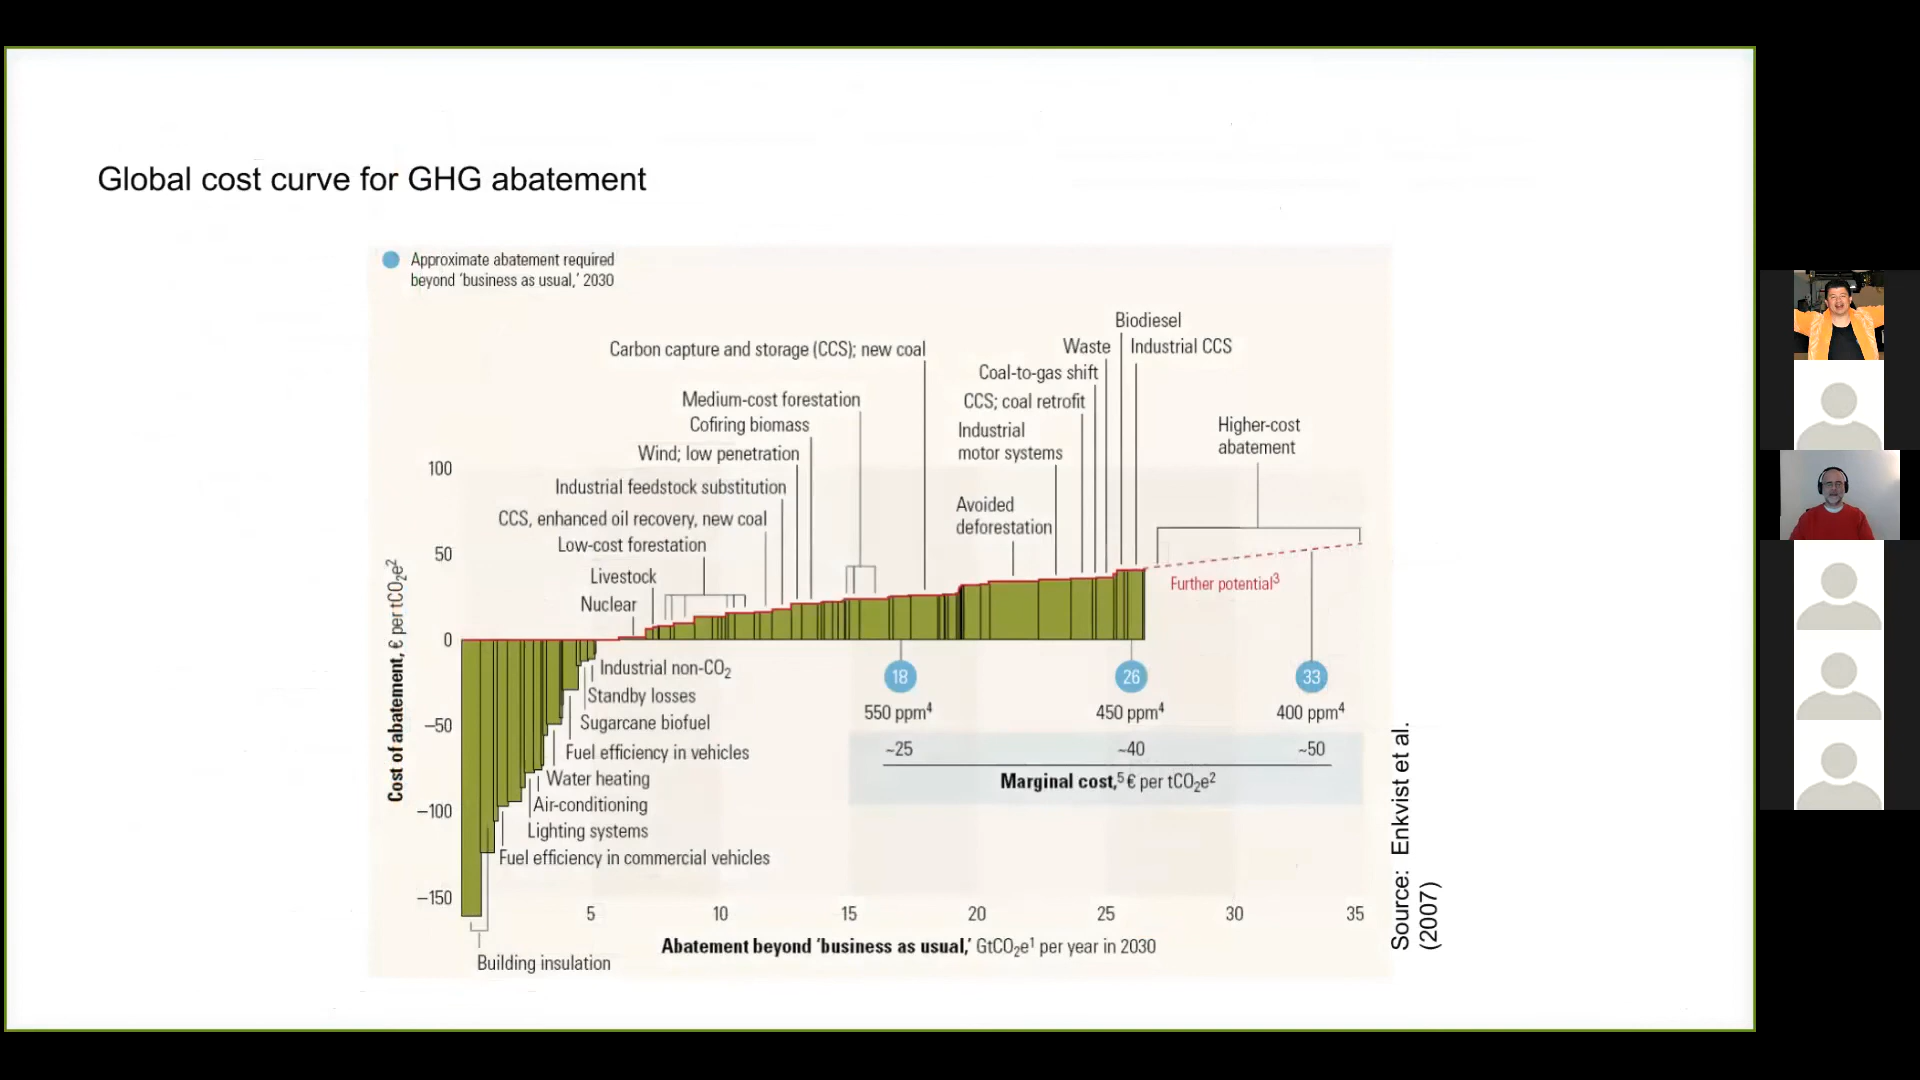 Global cost curve for GHG abatement
Approximate abatement required
beyond ‘business as usual,’ 2030
Biodiesel
Waste
Industrial CCS
Carbon capture and storage (CCS); new coal
Coal-to-gas shift
Medium-cost forestation
CCS; coal retrofit
Cofiring biomass
Industrial
motor systems
Higher-cost
abatement
Wind; low penetration
Industrial feedstock substitution
Avoided
deforestation
CCS, enhanced oil recovery, new coal
Low-cost forestation
Livestock
Nuclear
Further potential³
100
50
0
–50
–100
–150
Cost of abatement, € per tCO₂e²
Industrial non-CO₂
Standby losses
Sugarcane biofuel
Fuel efficiency in vehicles
Water heating
Air-conditioning
Lighting systems
Fuel efficiency in commercial vehicles
Building insulation
18
26
33
550 ppm⁴
450 ppm⁴
400 ppm⁴
~25
~40
~50
Marginal cost,⁵ € per tCO₂e²
5
10
15
20
25
30
35
Abatement beyond ‘business as usual,’ GtCO₂e¹ per year in 2030
Source: Enkvist et al.
(2007)